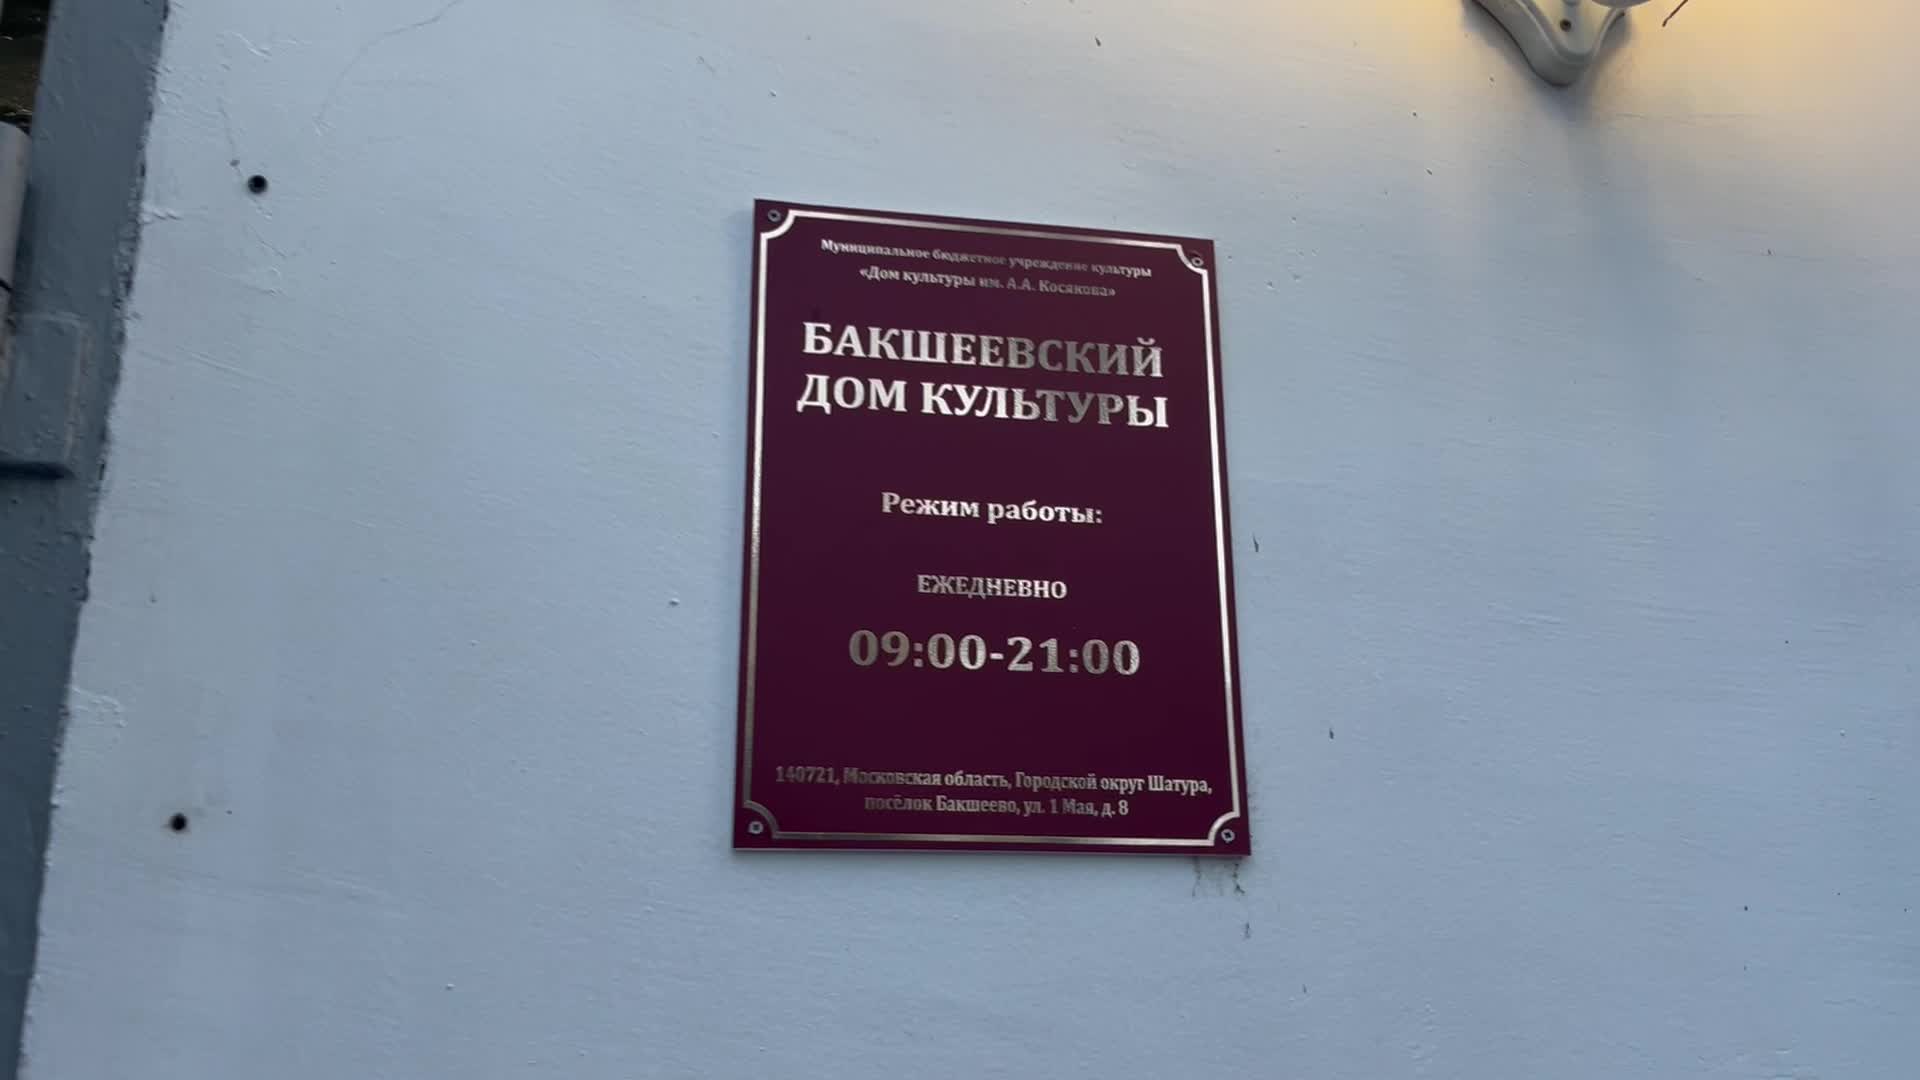 Муниципальное бюджетное учреждение культуры
«Дом культуры им. А.А. Косякова»
БАКШЕЕВСКИЙ
ДОМ КУЛЬТУРЫ
Режим работы:
ЕЖЕДНЕВНО
09:00-21:00
140721, Московская область, Городской округ Шатура,
посёлок Бакшеево, ул. 1 Мая, д. 8